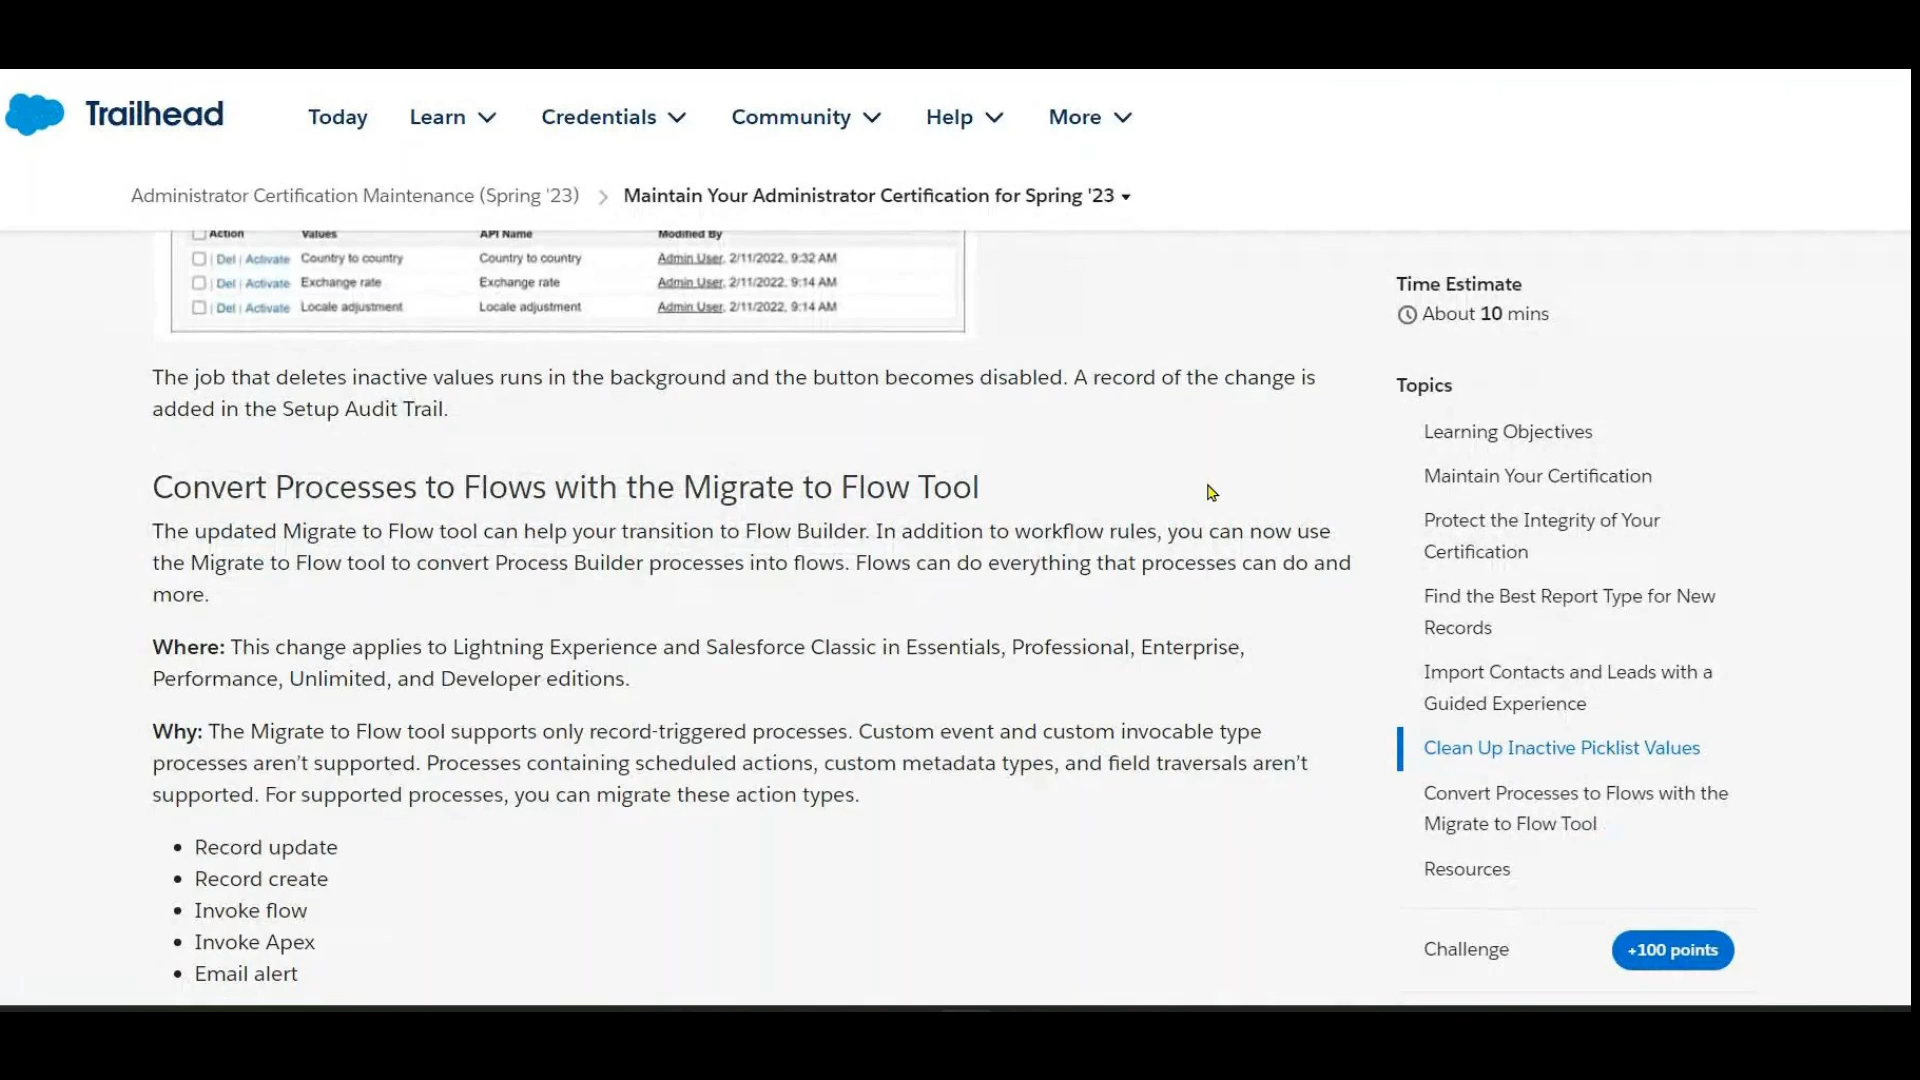 Trailhead
Today
Learn
Credentials
Community
Help
More
Administrator Certification Maintenance (Spring '23)
Maintain Your Administrator Certification for Spring '23
Action Values API Name Modified By
Del | Activate Country to country Country to country Admin User, 2/11/2022, 9:32 AM
Del | Activate Exchange rate Exchange rate Admin User, 2/11/2022, 9:14 AM
Del | Activate Locale adjustment Locale adjustment Admin User, 2/11/2022, 9:14 AM
The job that deletes inactive values runs in the background and the button becomes disabled. A record of the change is
added in the Setup Audit Trail.
Convert Processes to Flows with the Migrate to Flow Tool
The updated Migrate to Flow tool can help your transition to Flow Builder. In addition to workflow rules, you can now use
the Migrate to Flow tool to convert Process Builder processes into flows. Flows can do everything that processes can do and
more.
Where: This change applies to Lightning Experience and Salesforce Classic in Essentials, Professional, Enterprise,
Performance, Unlimited, and Developer editions.
Why: The Migrate to Flow tool supports only record-triggered processes. Custom event and custom invocable type
processes aren’t supported. Processes containing scheduled actions, custom metadata types, and field traversals aren’t
supported. For supported processes, you can migrate these action types.
• Record update
• Record create
• Invoke flow
• Invoke Apex
• Email alert
Time Estimate
About 10 mins
Topics
Learning Objectives
Maintain Your Certification
Protect the Integrity of Your
Certification
Find the Best Report Type for New
Records
Import Contacts and Leads with a
Guided Experience
Clean Up Inactive Picklist Values
Convert Processes to Flows with the
Migrate to Flow Tool
Resources
Challenge
+100 points